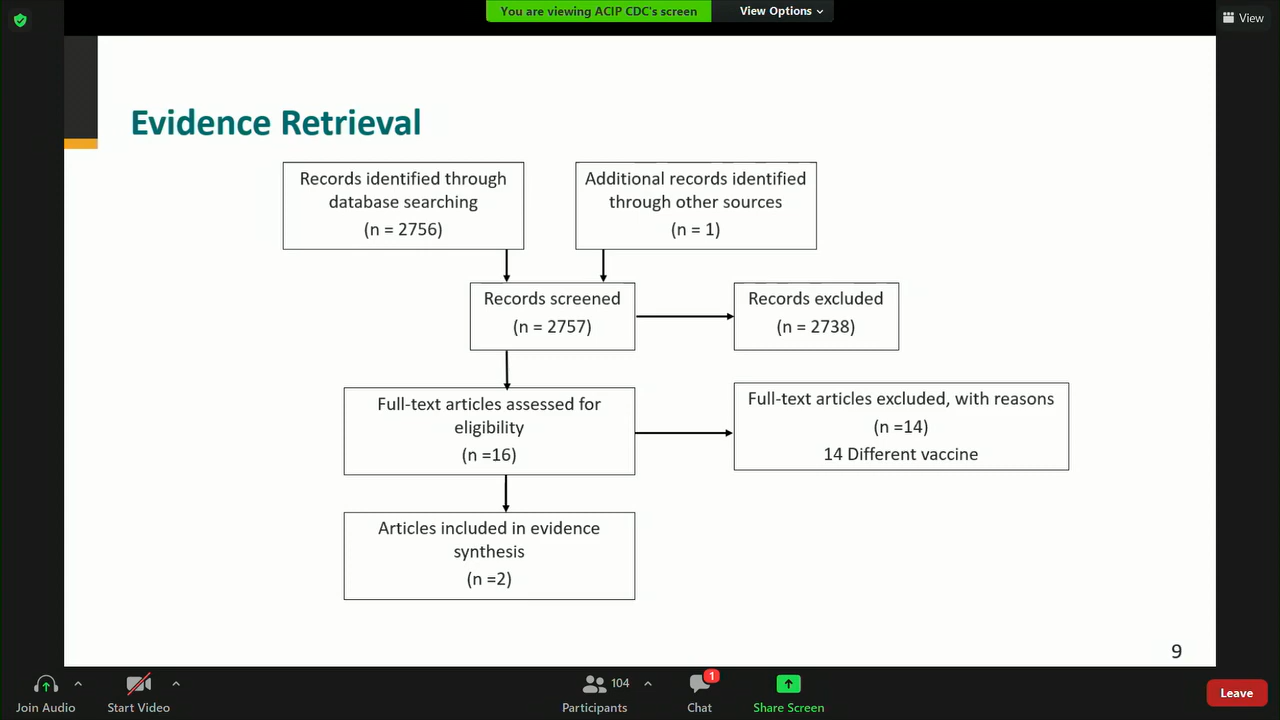 You are viewing ACIP CDC's screen
View Options
View
Evidence Retrieval
Records identified through
database searching
(n = 2756)
Additional records identified
through other sources
(n = 1)
Records screened
(n = 2757)
Records excluded
(n = 2738)
Full-text articles assessed for
eligibility
(n =16)
Full-text articles excluded, with reasons
(n =14)
14 Different vaccine
Articles included in evidence
synthesis
(n =2)
9
Join Audio
Start Video
104
Participants
1
Chat
Share Screen
Leave